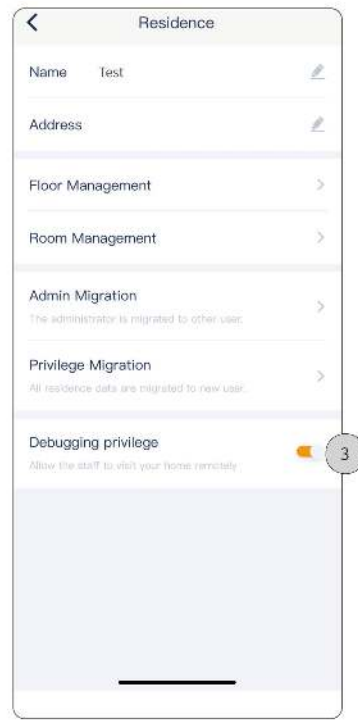 Residence
Name Test
Address
Floor Management
Room Management
Admin Migration
The administrator is migrated to other user.
Privilege Migration
All residence data are migrated to new user.
Debugging privilege
Allow the staff to visit your home remotely
3